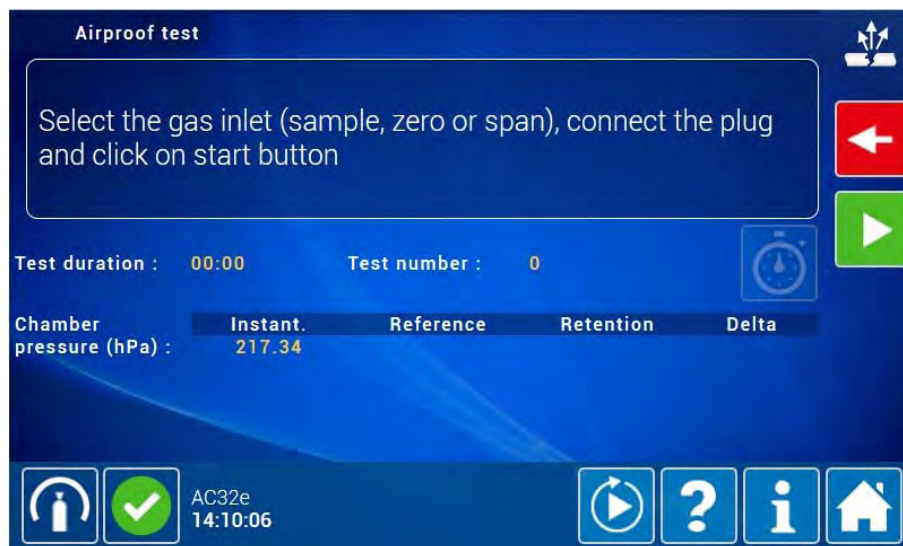 Airproof test
Select the gas inlet (sample, zero or span), connect the plug
and click on start button
Test duration : 00:00 Test number : 0
Chamber Instant. Reference Retention Delta
pressure (hPa) : 217.34
AC32e
14:10:06
? i